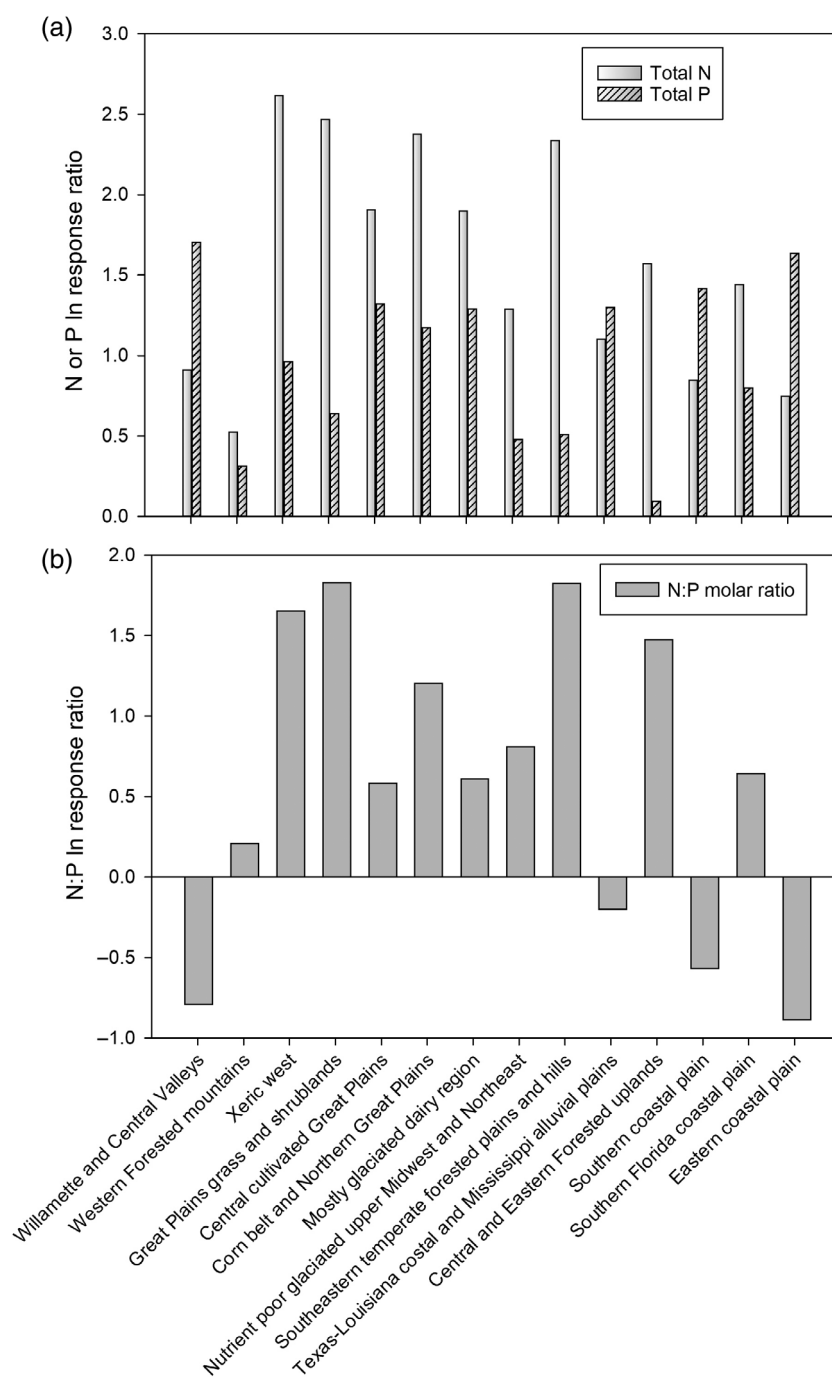 (a)
3.0
2.5
2.0
1.5
1.0
0.5
0.0
N or P ln response ratio
Total N
Total P
(b)
2.0
1.5
1.0
0.5
0.0
–0.5
–1.0
N:P ln response ratio
N:P molar ratio
Willamette and Central Valleys
Western Forested mountains
Xeric west
Great Plains grass and shrublands
Central cultivated Great Plains
Corn belt and Northern Great Plains
Mostly glaciated dairy region
Nutrient poor glaciated upper Midwest and Northeast
Southeastern temperate forested plains and hills
Texas-Louisiana costal and Mississippi alluvial plains
Central and Eastern Forested uplands
Southern coastal plain
Southern Florida coastal plain
Eastern coastal plain